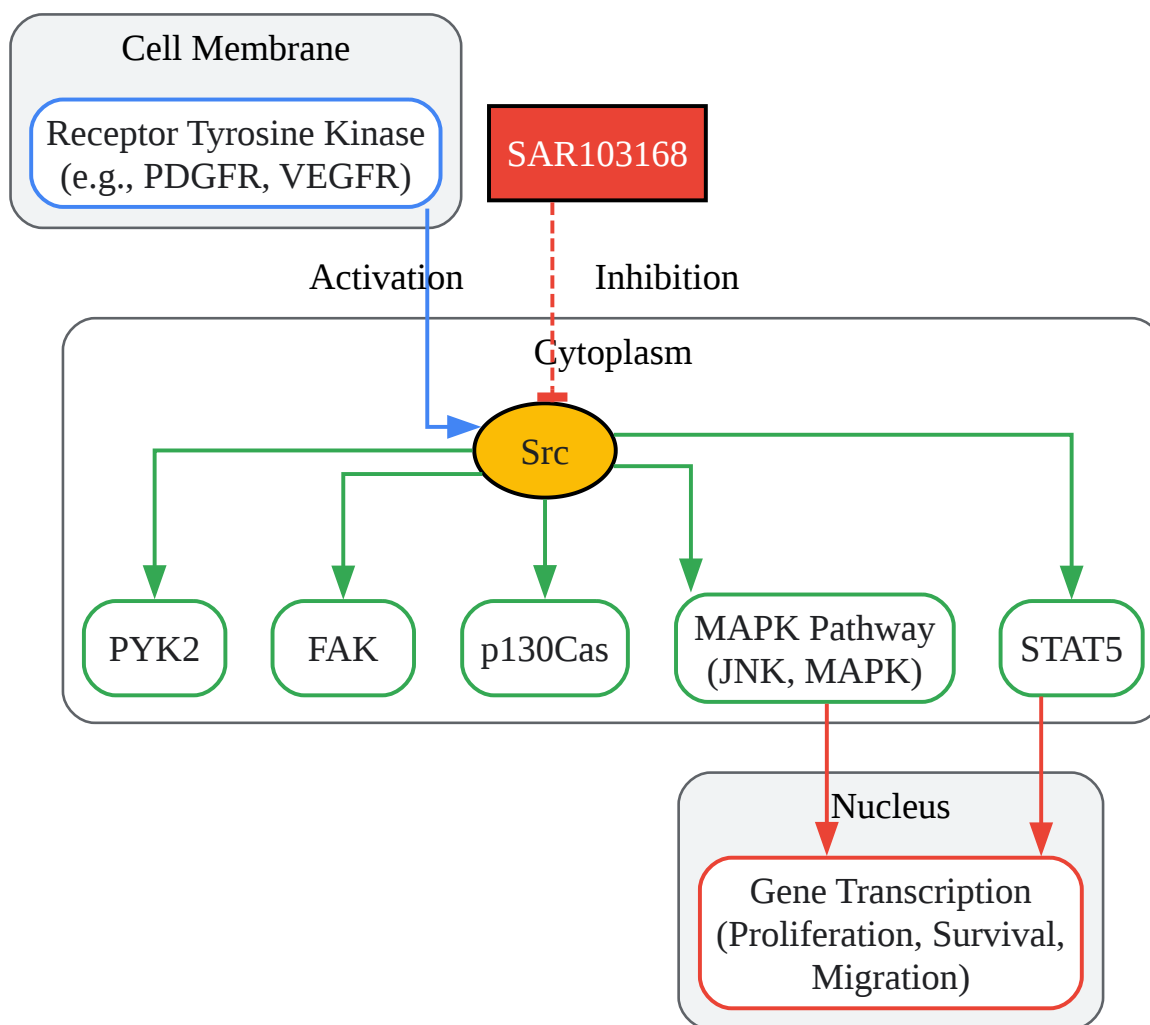 Cell Membrane
Receptor Tyrosine Kinase
(e.g., PDGFR, VEGFR)
SAR103168
Activation
Inhibition
Cytoplasm
Src
PYK2
FAK
p130Cas
MAPK Pathway
(JNK, MAPK)
STAT5
Nucleus
Gene Transcription
(Proliferation, Survival,
Migration)